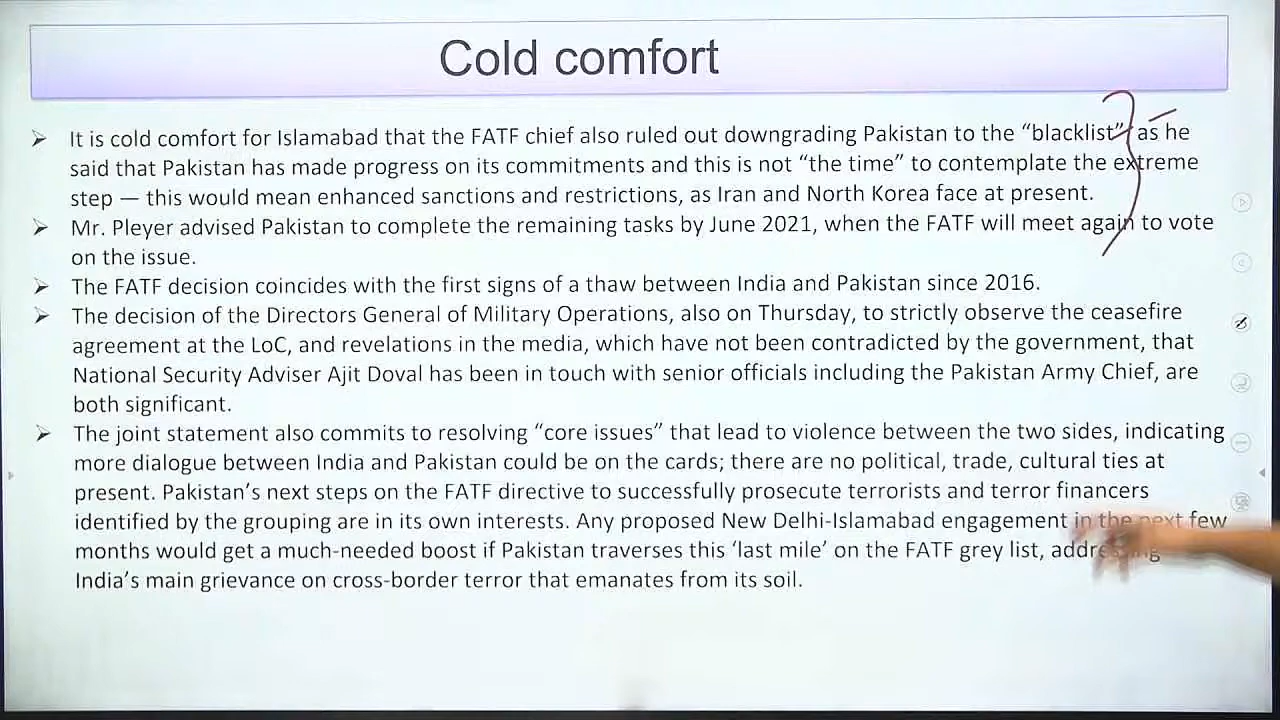 Cold comfort
➢ It is cold comfort for Islamabad that the FATF chief also ruled out downgrading Pakistan to the “blacklist”, as he
said that Pakistan has made progress on its commitments and this is not “the time” to contemplate the extreme
step — this would mean enhanced sanctions and restrictions, as Iran and North Korea face at present.
➢ Mr. Pleyer advised Pakistan to complete the remaining tasks by June 2021, when the FATF will meet again to vote
on the issue.
➢ The FATF decision coincides with the first signs of a thaw between India and Pakistan since 2016.
➢ The decision of the Directors General of Military Operations, also on Thursday, to strictly observe the ceasefire
agreement at the LoC, and revelations in the media, which have not been contradicted by the government, that
National Security Adviser Ajit Doval has been in touch with senior officials including the Pakistan Army Chief, are
both significant.
➢ The joint statement also commits to resolving “core issues” that lead to violence between the two sides, indicating
more dialogue between India and Pakistan could be on the cards; there are no political, trade, cultural ties at
present. Pakistan’s next steps on the FATF directive to successfully prosecute terrorists and terror financers
identified by the grouping are in its own interests. Any proposed New Delhi-Islamabad engagement in the next few
months would get a much-needed boost if Pakistan traverses this ‘last mile’ on the FATF grey list, addressing
India’s main grievance on cross-border terror that emanates from its soil.